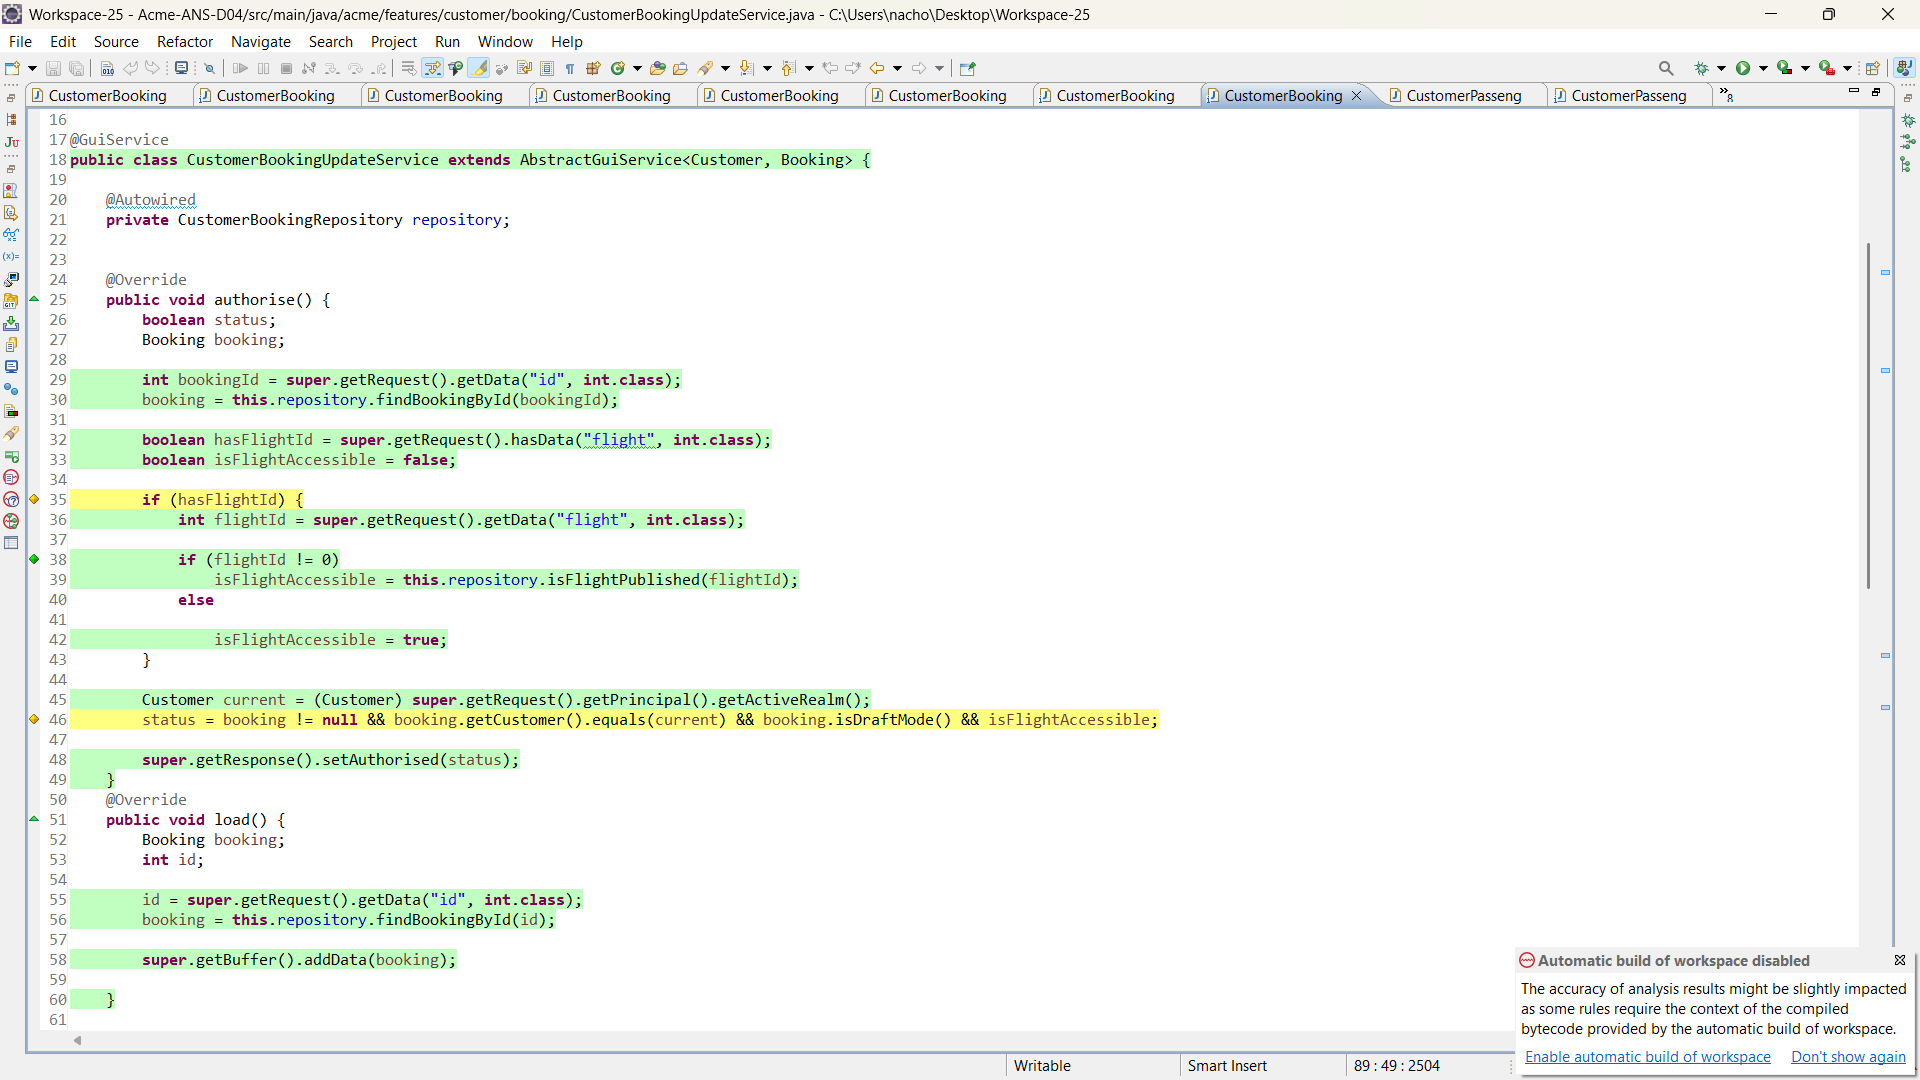 Workspace-25 - Acme-ANS-D04/src/main/java/acme/features/customer/booking/CustomerBookingUpdateService.java - C:\Users\nacho\Desktop\Workspace-25
File Edit Source Refactor Navigate Search Project Run Window Help
CustomerBooking CustomerBooking CustomerBooking CustomerBooking CustomerBooking CustomerBooking CustomerBooking CustomerBooking CustomerPasseng CustomerPasseng »8
16
17 @GuiService
18 public class CustomerBookingUpdateService extends AbstractGuiService<Customer, Booking> {
19
20 @Autowired
21 private CustomerBookingRepository repository;
22
23
24 @Override
25 public void authorise() {
26 boolean status;
27 Booking booking;
28
29 int bookingId = super.getRequest().getData("id", int.class);
30 booking = this.repository.findBookingById(bookingId);
31
32 boolean hasFlightId = super.getRequest().hasData("flight", int.class);
33 boolean isFlightAccessible = false;
34
35 if (hasFlightId) {
36 int flightId = super.getRequest().getData("flight", int.class);
37
38 if (flightId != 0)
39 isFlightAccessible = this.repository.isFlightPublished(flightId);
40 else
41
42 isFlightAccessible = true;
43 }
44
45 Customer current = (Customer) super.getRequest().getPrincipal().getActiveRealm();
46 status = booking != null && booking.getCustomer().equals(current) && booking.isDraftMode() && isFlightAccessible;
47
48 super.getResponse().setAuthorised(status);
49 }
50 @Override
51 public void load() {
52 Booking booking;
53 int id;
54
55 id = super.getRequest().getData("id", int.class);
56 booking = this.repository.findBookingById(id);
57
58 super.getBuffer().addData(booking);
59
60 }
61
Automatic build of workspace disabled
The accuracy of analysis results might be slightly impacted
as some rules require the context of the compiled
bytecode provided by the automatic build of workspace.
Enable automatic build of workspace Don't show again
Writable Smart Insert 89 : 49 : 2504